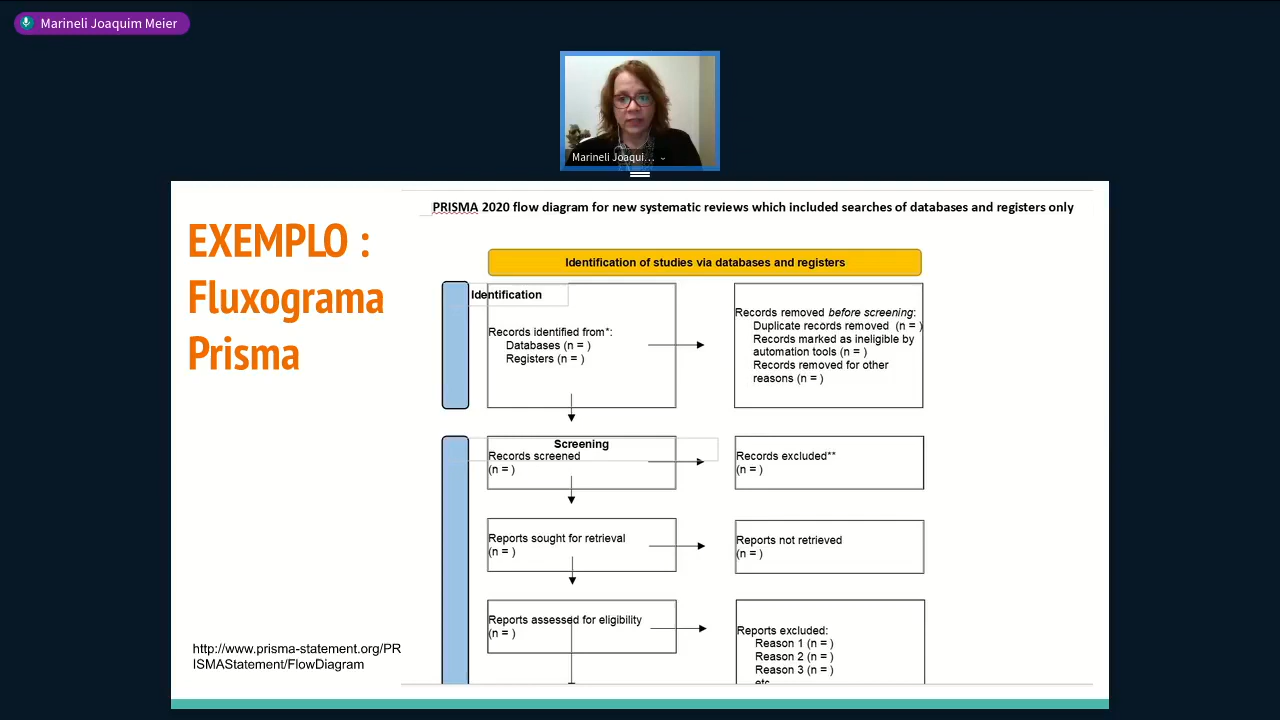 Marineli Joaquim Meier
Marineli Joaqui...
EXEMPLO :
Fluxograma
Prisma
http://www.prisma-statement.org/PR
ISMAStatement/FlowDiagram
PRISMA 2020 flow diagram for new systematic reviews which included searches of databases and registers only
Identification of studies via databases and registers
Identification
Records identified from*:
Databases (n = )
Registers (n = )
Records removed before screening:
Duplicate records removed (n = )
Records marked as ineligible by
automation tools (n = )
Records removed for other
reasons (n = )
Screening
Records screened
(n = )
Records excluded**
(n = )
Reports sought for retrieval
(n = )
Reports not retrieved
(n = )
Reports assessed for eligibility
(n = )
Reports excluded:
Reason 1 (n = )
Reason 2 (n = )
Reason 3 (n = )
etc